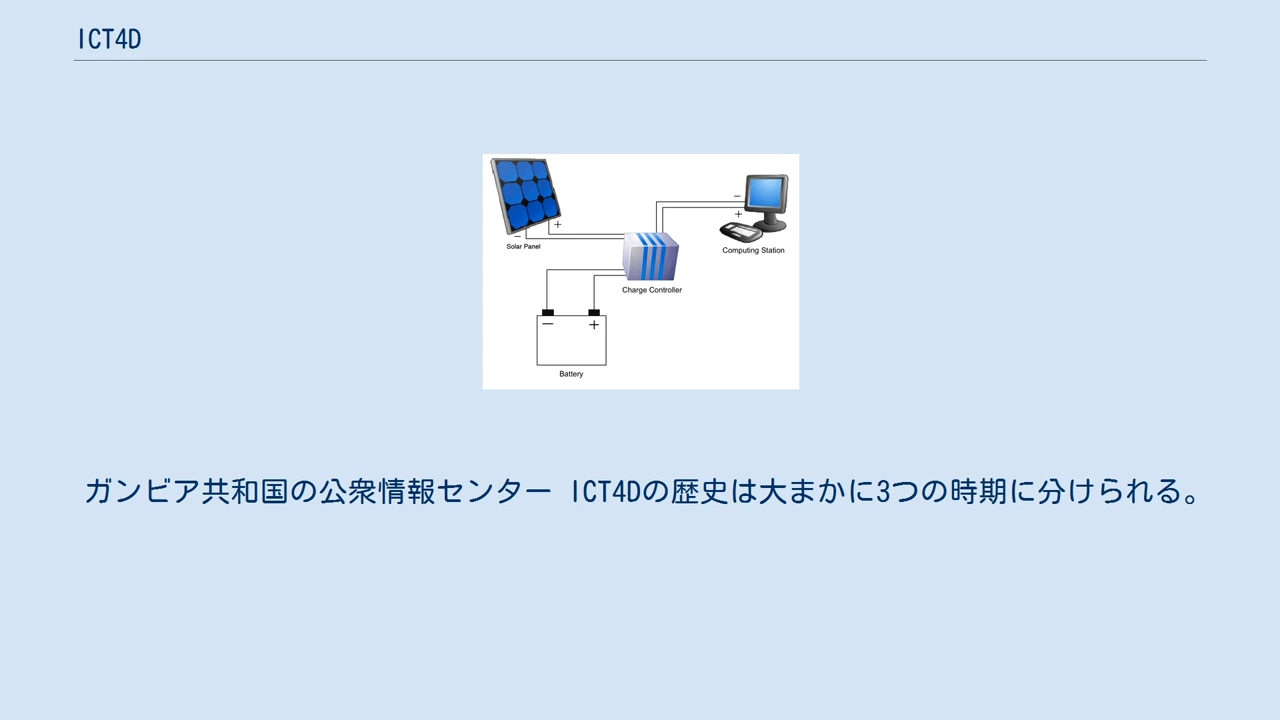 ICT4D
Solar Panel
Computing Station
Charge Controller
Battery
ガンビア共和国の公衆情報センター ICT4Dの歴史は大まかに3つの時期に分けられる。